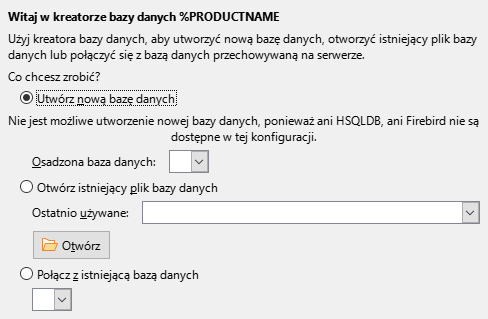 Witaj w kreatorze bazy danych %PRODUCTNAME
Użyj kreatora bazy danych, aby utworzyć nową bazę danych, otworzyć istniejący plik bazy
danych lub połączyć się z bazą danych przechowywaną na serwerze.
Co chcesz zrobić?
Utwórz nową bazę danych
Nie jest możliwe utworzenie nowej bazy danych, ponieważ ani HSQLDB, ani Firebird nie są
dostępne w tej konfiguracji.
Osadzona baza danych:
Otwórz istniejący plik bazy danych
Ostatnio używane:
Otwórz
Połącz z istniejącą bazą danych